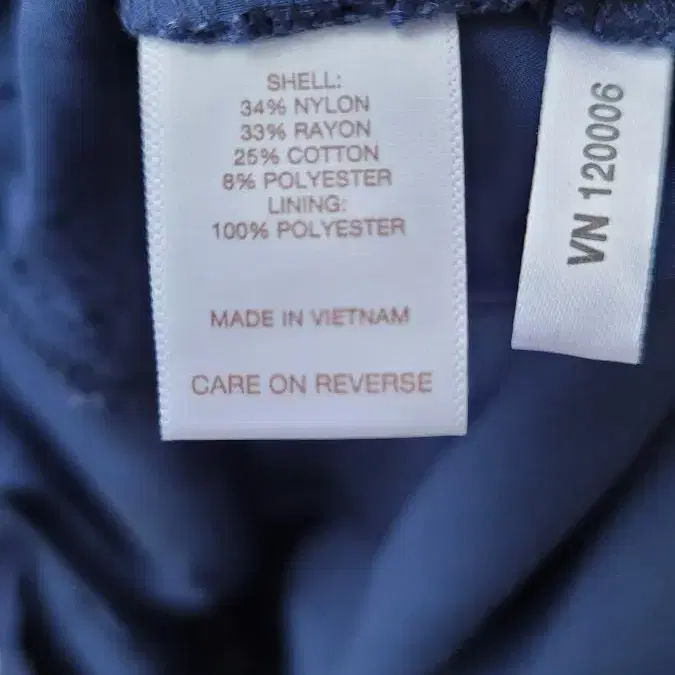 SHELL:
34% NYLON
33% RAYON
25% COTTON
8% POLYESTER
LINING:
100% POLYESTER
MADE IN VIETNAM
CARE ON REVERSE
VN 120006